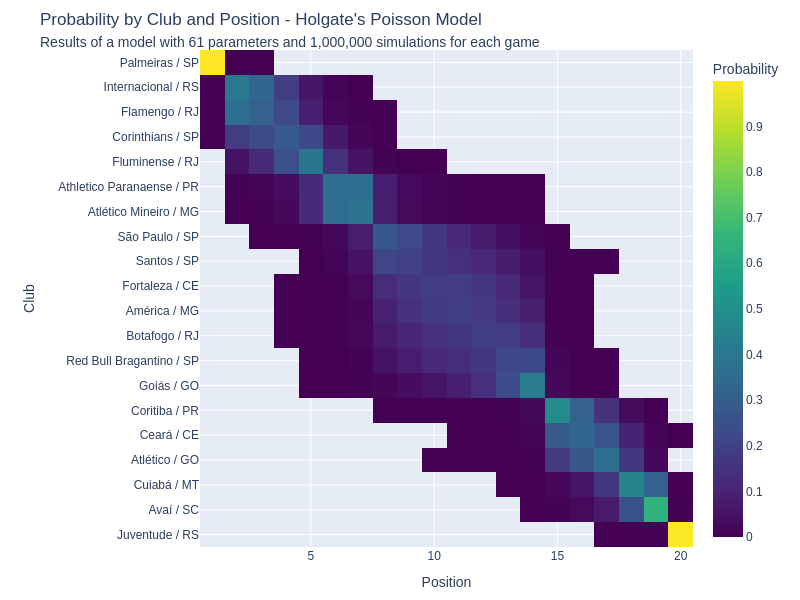 Probability by Club and Position - Holgate's Poisson Model
Results of a model with 61 parameters and 1,000,000 simulations for each game
Probability
Palmeiras / SP
Internacional / RS
Flamengo / RJ
Corinthians / SP
Fluminense / RJ
Athletico Paranaense / PR
Atlético Mineiro / MG
São Paulo / SP
Santos / SP
Fortaleza / CE
América / MG
Botafogo / RJ
Red Bull Bragantino / SP
Goiás / GO
Coritiba / PR
Ceará / CE
Atlético / GO
Cuiabá / MT
Avaí / SC
Juventude / RS
Club
5 10 15 20
Position
0.9
0.8
0.7
0.6
0.5
0.4
0.3
0.2
0.1
0